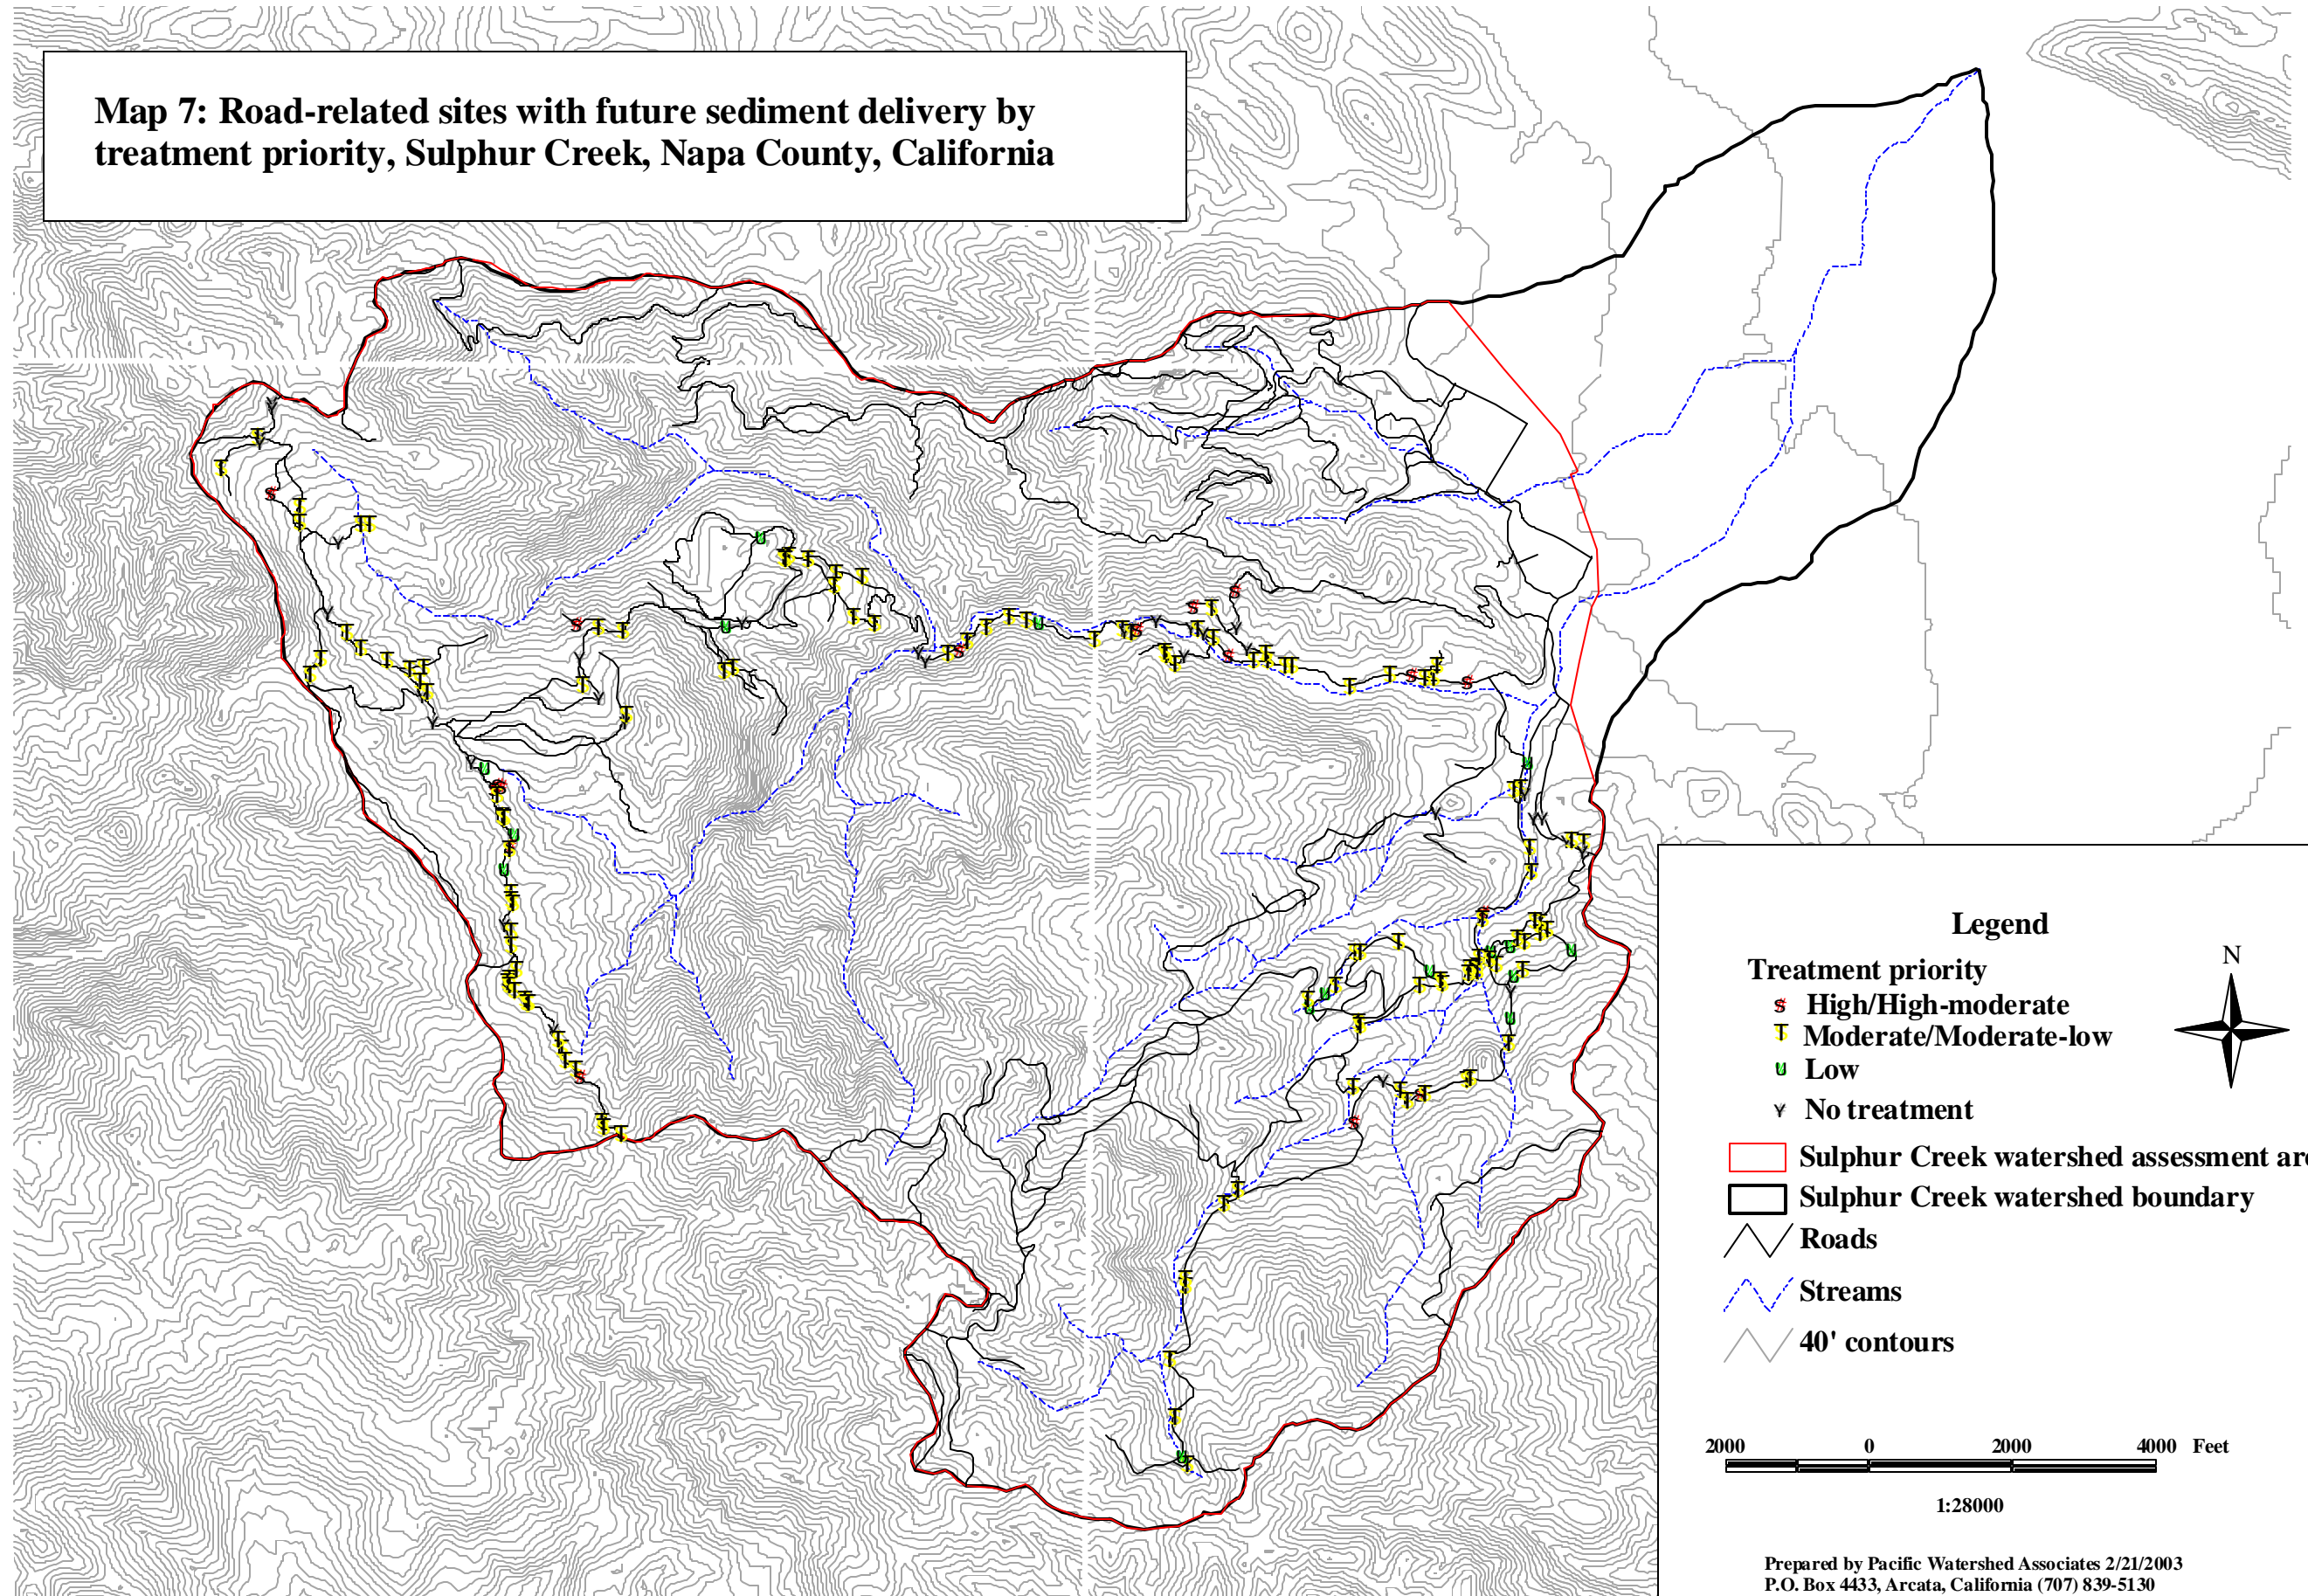 Map 7: Road-related sites with future sediment delivery by
treatment priority, Sulphur Creek, Napa County, California
Legend
Treatment priority
N
$ High/High-moderate
T Moderate/Moderate-low
U Low
Y No treatment
Sulphur Creek watershed assessment are
Sulphur Creek watershed boundary
Roads
Streams
40' contours
2000 0 2000 4000 Feet
1:28000
Prepared by Pacific Watershed Associates 2/21/2003
P.O. Box 4433, Arcata, California (707) 839-5130